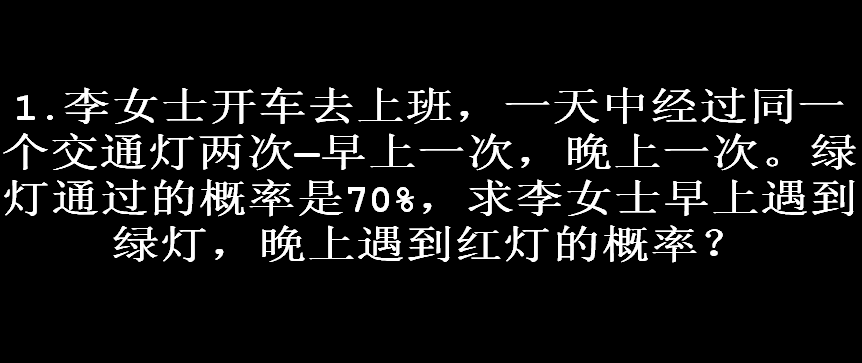 1.李女士开车去上班，一天中经过同一
个交通灯两次—早上一次，晚上一次。绿
灯通过的概率是70%，求李女士早上遇到
绿灯，晚上遇到红灯的概率？